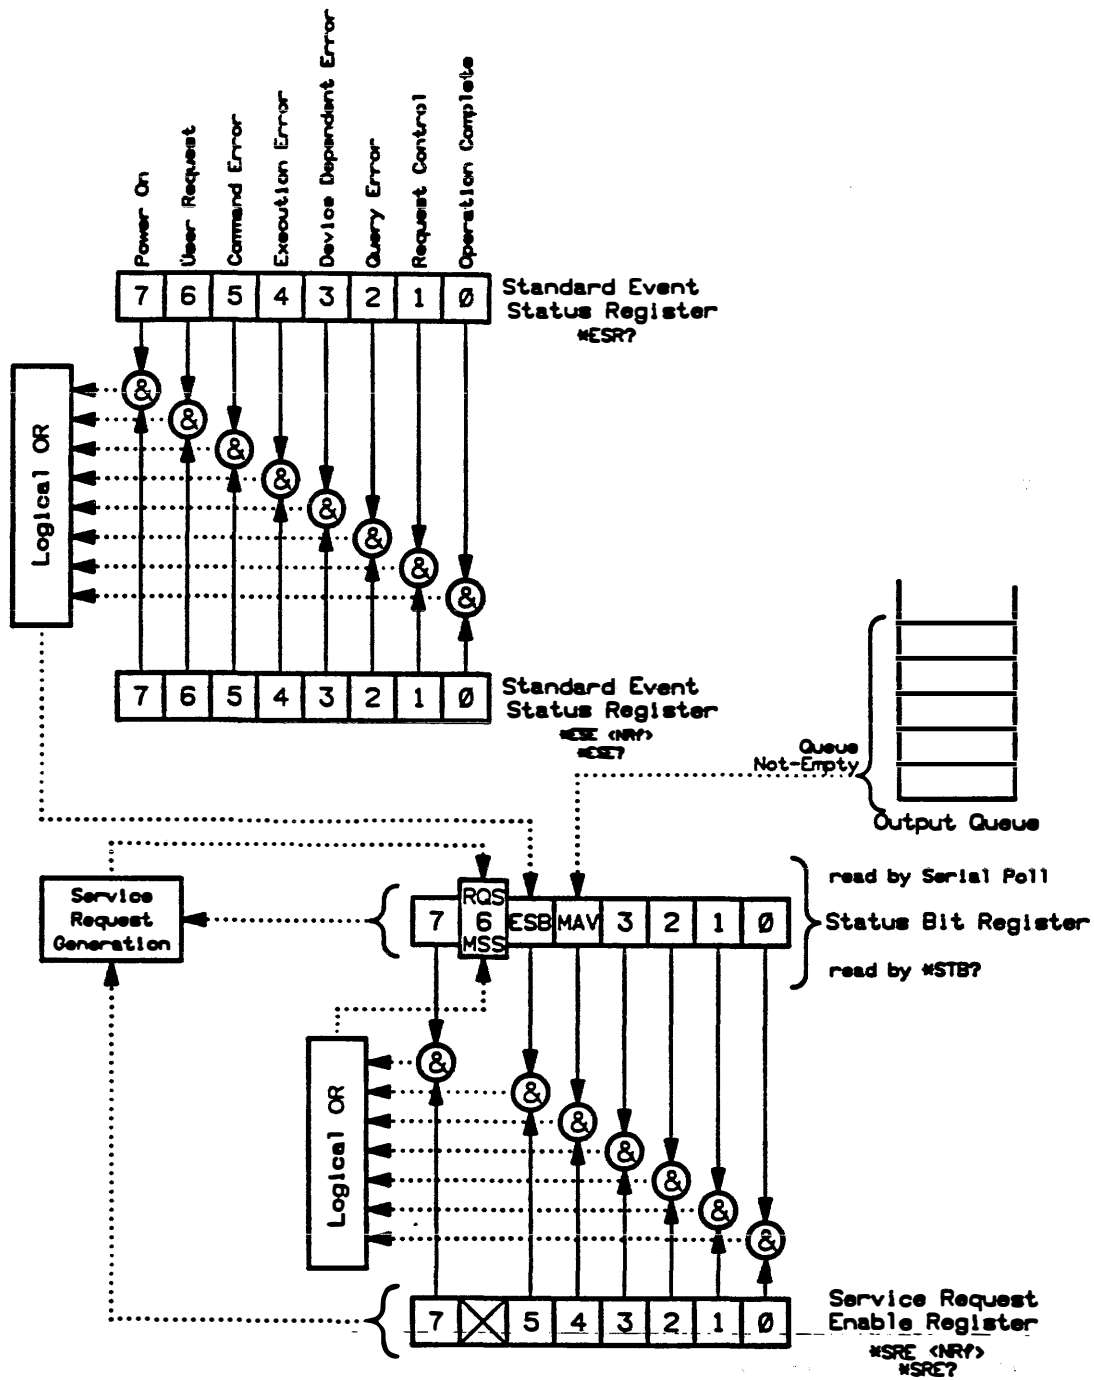 Power On
User Request
Command Error
Execution Error
Device Dependent Error
Query Error
Request Control
Operation Complete
7 6 5 4 3 2 1 0
Standard Event
Status Register
*ESR?
& & & & & & & &
Logical OR
7 6 5 4 3 2 1 0
Standard Event
Status Register
*ESE <NRf>
*ESE?
Queue
Not-Empty
Output Queue
Service
Request
Generation
7 RQS 6 MSS ESB MAV 3 2 1 0
read by Serial Poll
Status Bit Register
read by *STB?
& & & & & & &
Logical OR
7 5 4 3 2 1 0
Service Request
Enable Register
*SRE <NRf>
*SRE?